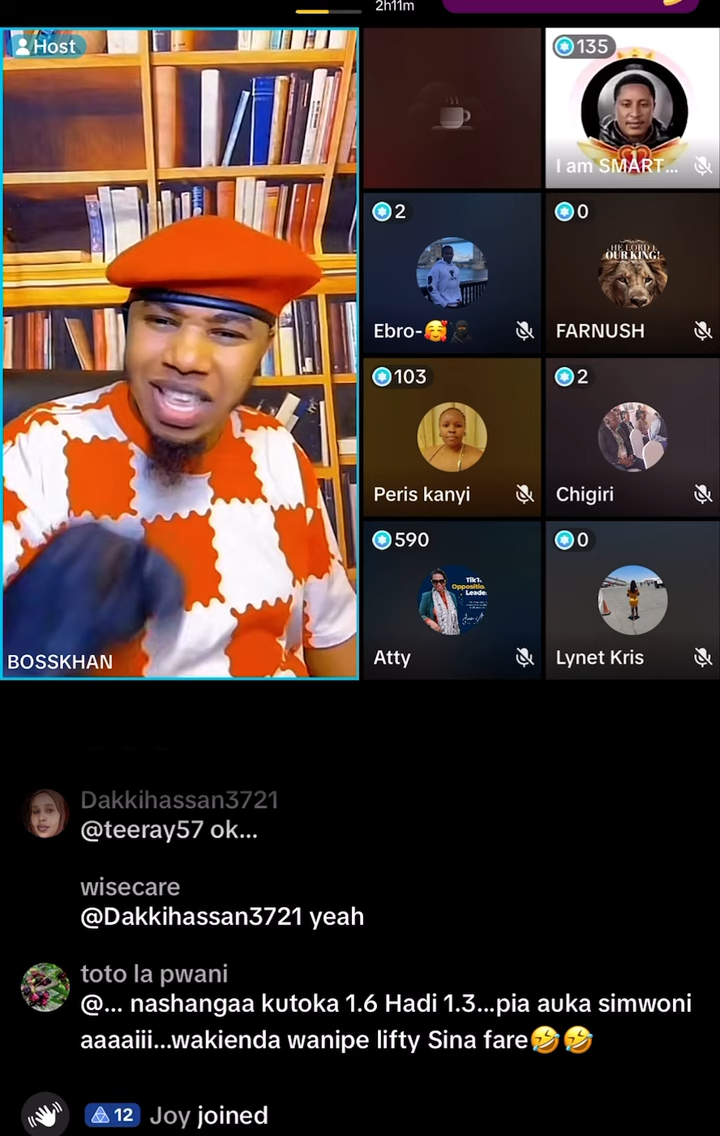 2h11m
Host
135
I am SMART...
2
Ebro-🥰
0
OUR KING!
FARNUSH
103
Peris kanyi
2
Chigiri
590
Atty
0
Lynet Kris
BOSSKHAN
Dakkihassan3721
@teeray57 ok...
wisecare
@Dakkihassan3721 yeah
toto la pwani
@... nashangaa kutoka 1.6 Hadi 1.3...pia auka simwoni
aaaaiii...wakienda wanipe lifty Sina fare🤣🤣
12 Joy joined